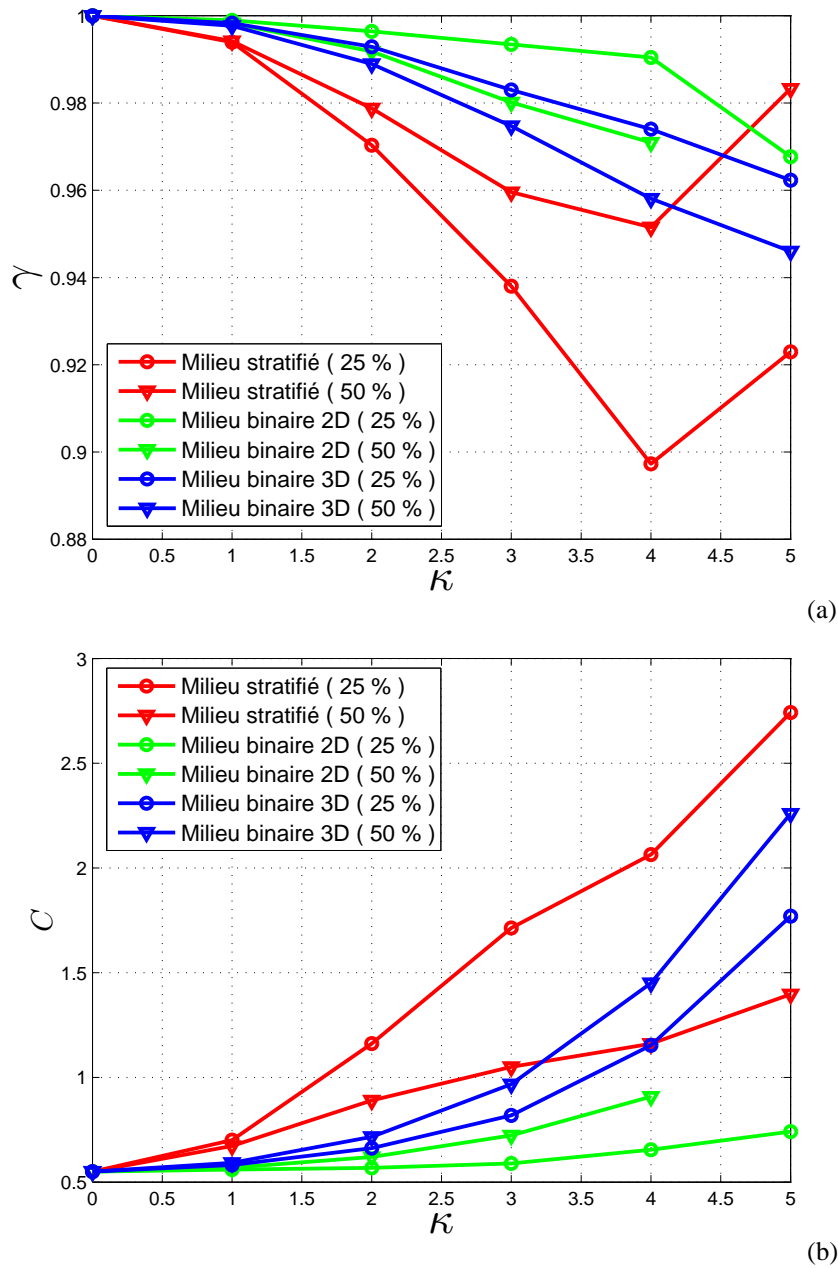 1
0.98
0.96
0.94
0.92
0.9
0.88
γ
Milieu stratifié ( 25 % )
Milieu stratifié ( 50 % )
Milieu binaire 2D ( 25 % )
Milieu binaire 2D ( 50 % )
Milieu binaire 3D ( 25 % )
Milieu binaire 3D ( 50 % )
0 0.5 1 1.5 2 2.5 3 3.5 4 4.5 5
κ
(a)
3
2.5
2
1.5
1
0.5
C
Milieu stratifié ( 25 % )
Milieu stratifié ( 50 % )
Milieu binaire 2D ( 25 % )
Milieu binaire 2D ( 50 % )
Milieu binaire 3D ( 25 % )
Milieu binaire 3D ( 50 % )
0 0.5 1 1.5 2 2.5 3 3.5 4 4.5 5
κ
(b)